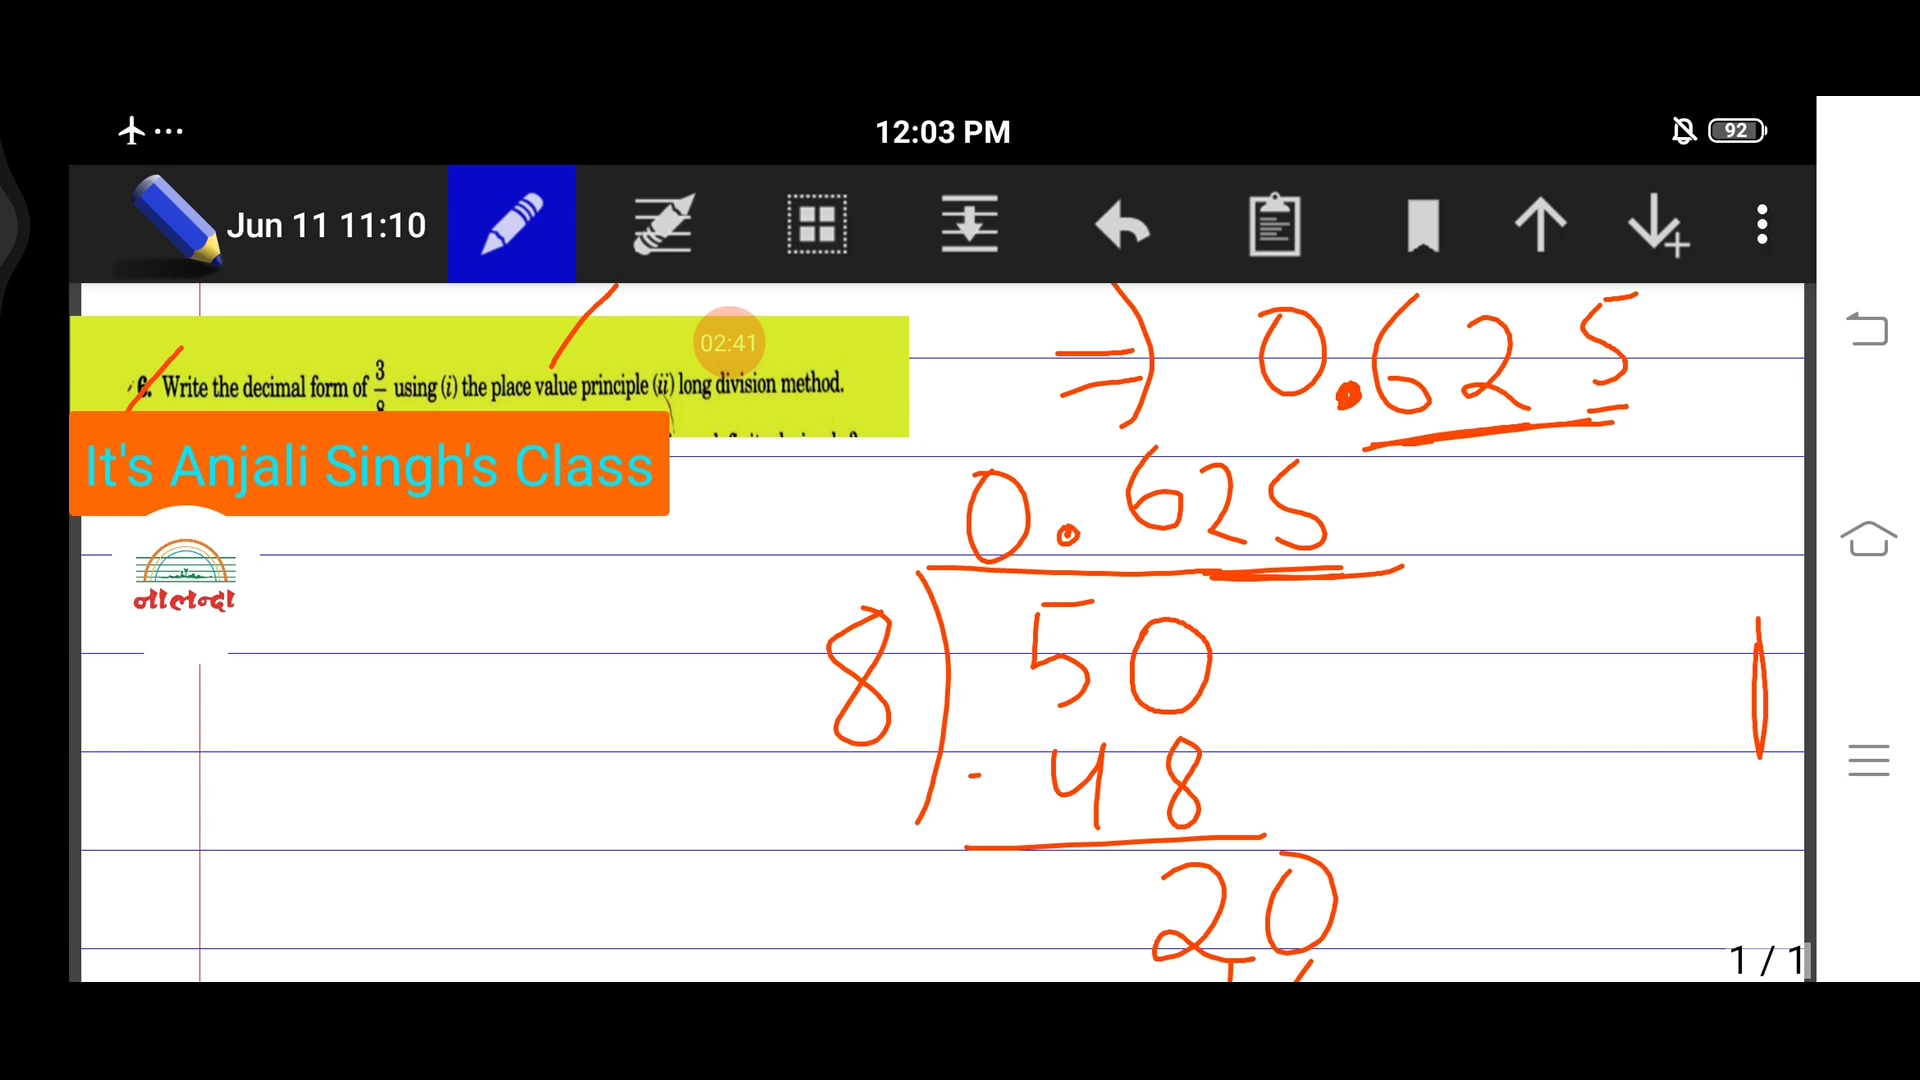 12:03 PM
92
Jun 11 11:10
02:41
6. Write the decimal form of 3/8 using (i) the place value principle (ii) long division method.
It's Anjali Singh's Class
નાલન્દા
=) 0.625
0.625
8) 50
- 48
20
1 / 1